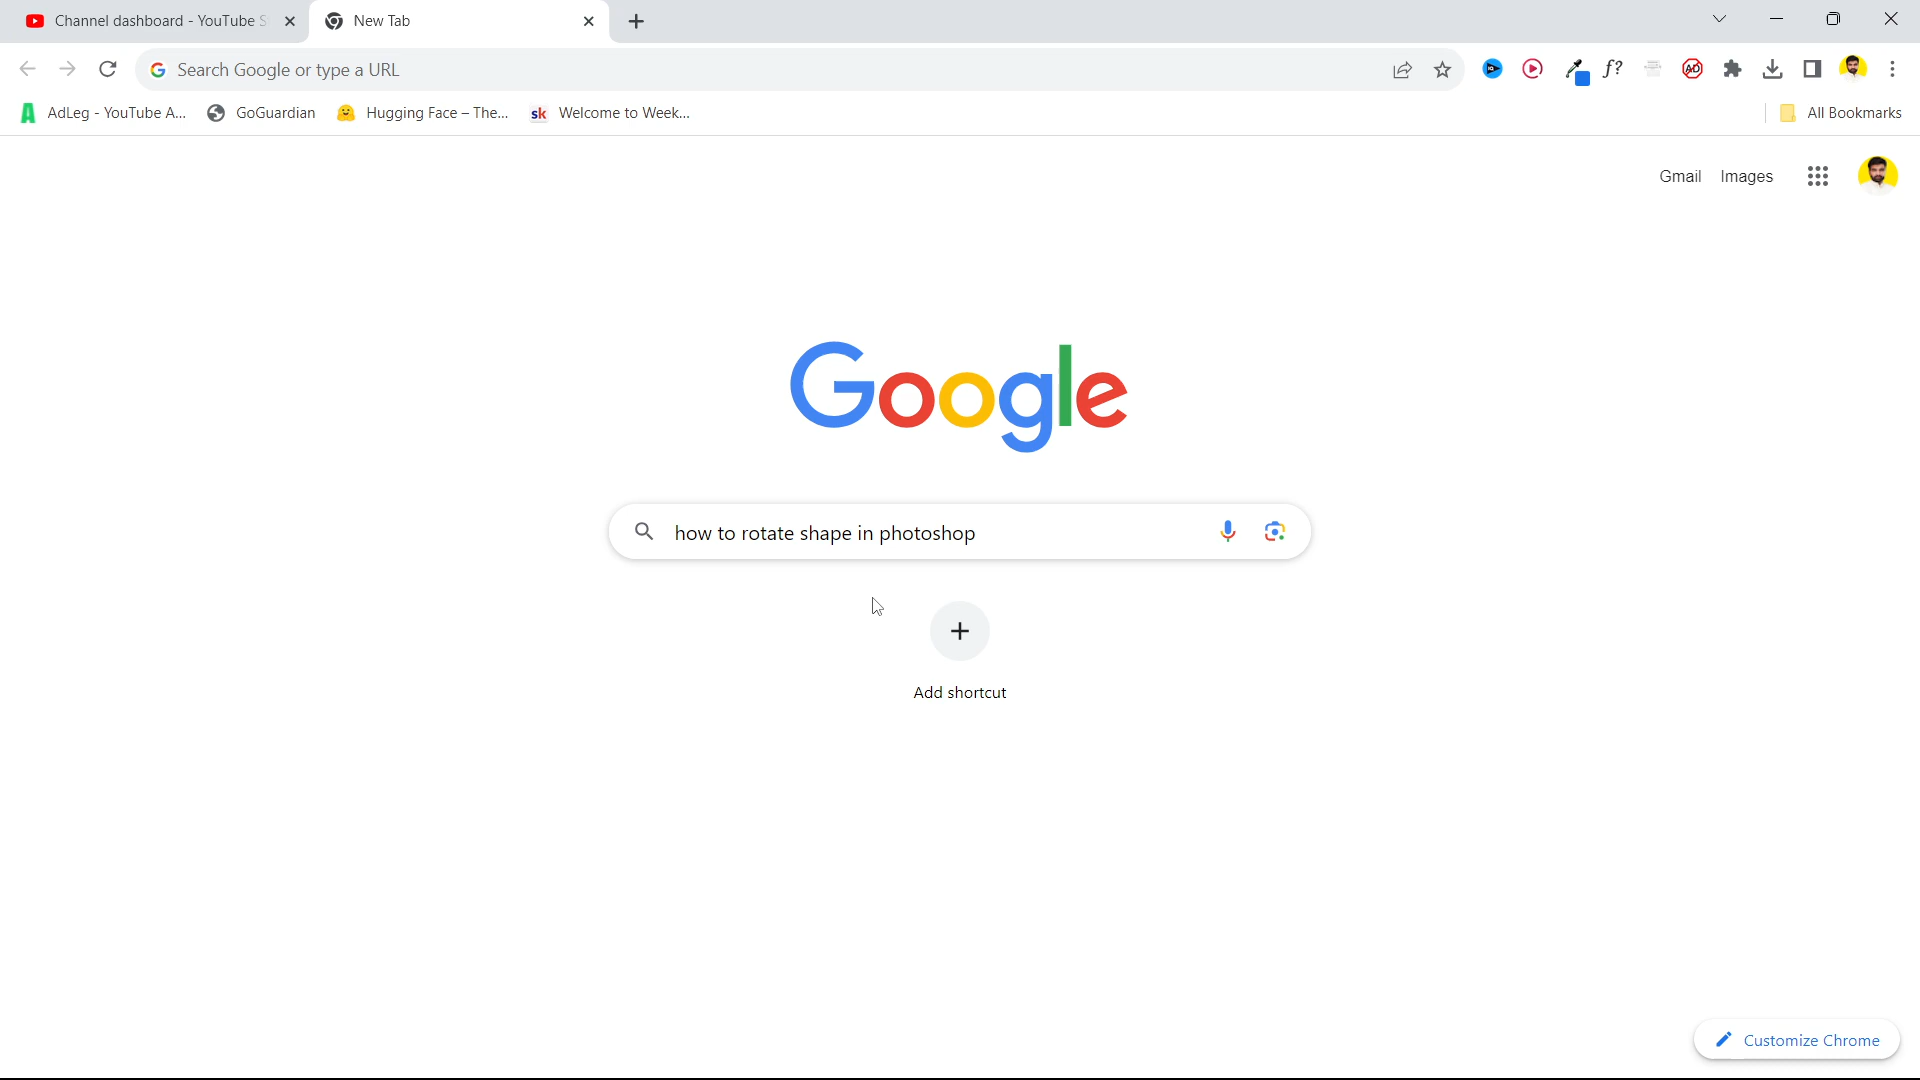 Channel dashboard - YouTube S
New Tab
Search Google or type a URL
AdLeg - YouTube A...
GoGuardian
Hugging Face – The...
sk Welcome to Week...
All Bookmarks
Gmail
Images
Google
how to rotate shape in photoshop
Add shortcut
Customize Chrome